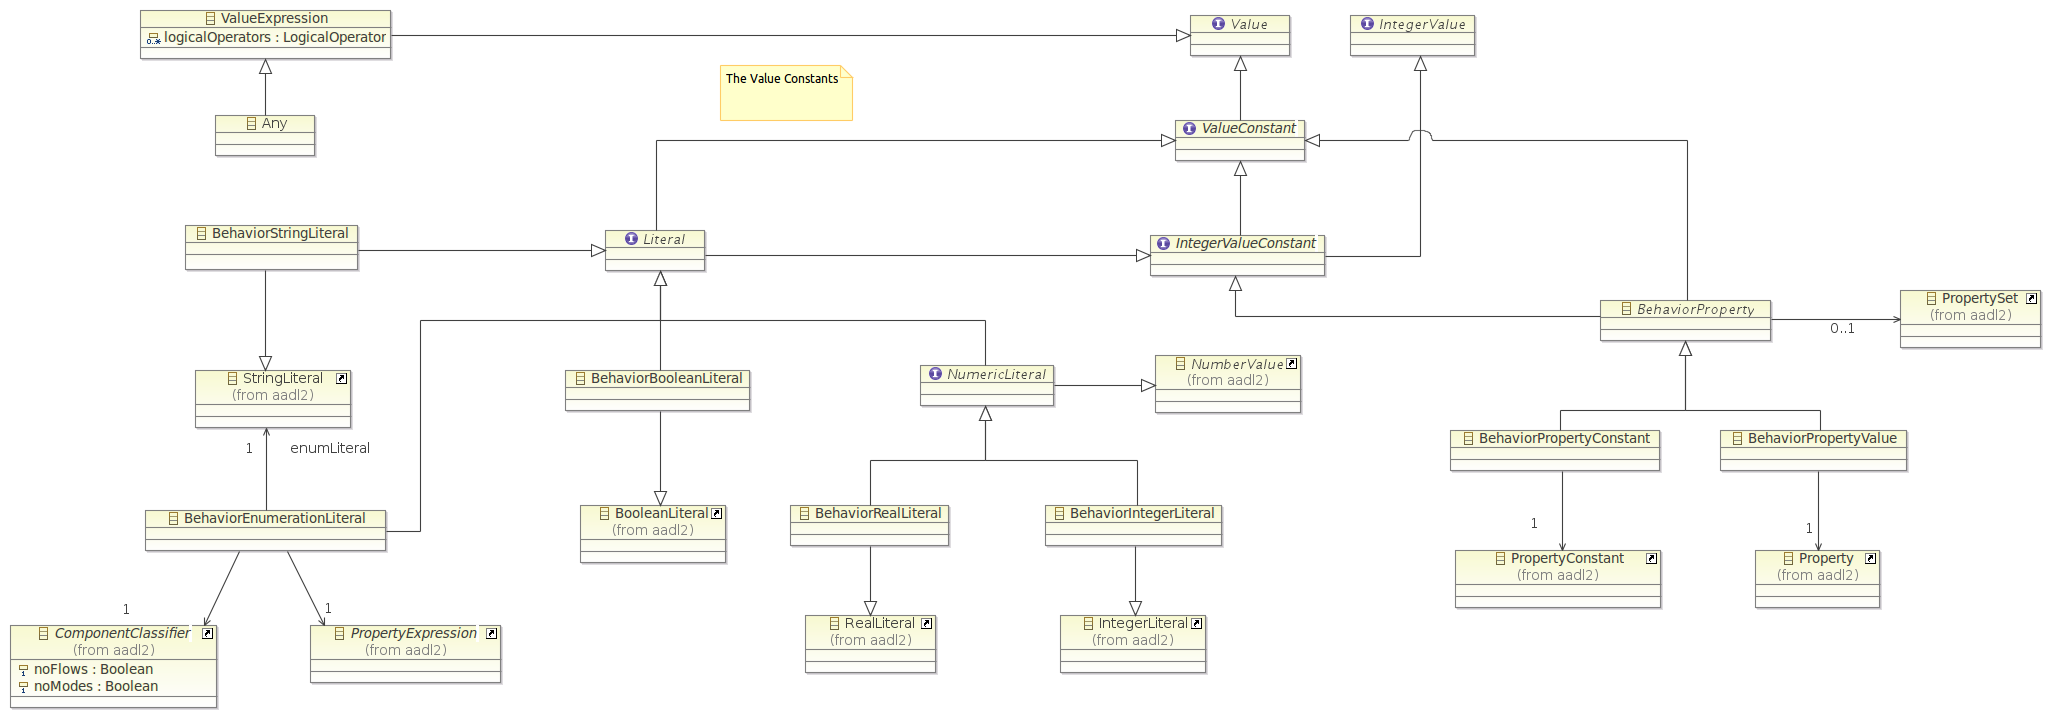 ValueExpression
0..* logicalOperators : LogicalOperator
Value
IntegerValue
The Value Constants
Any
ValueConstant
BehaviorStringLiteral
Literal
IntegerValueConstant
BehaviorProperty
PropertySet
(from aadl2)
0..1
StringLiteral
(from aadl2)
BehaviorBooleanLiteral
NumericLiteral
NumberValue
(from aadl2)
1
enumLiteral
BehaviorPropertyConstant
BehaviorPropertyValue
BehaviorEnumerationLiteral
BooleanLiteral
(from aadl2)
BehaviorRealLiteral
BehaviorIntegerLiteral
1
1
PropertyConstant
(from aadl2)
Property
(from aadl2)
1
1
ComponentClassifier
(from aadl2)
1 noFlows : Boolean
1 noModes : Boolean
PropertyExpression
(from aadl2)
RealLiteral
(from aadl2)
IntegerLiteral
(from aadl2)